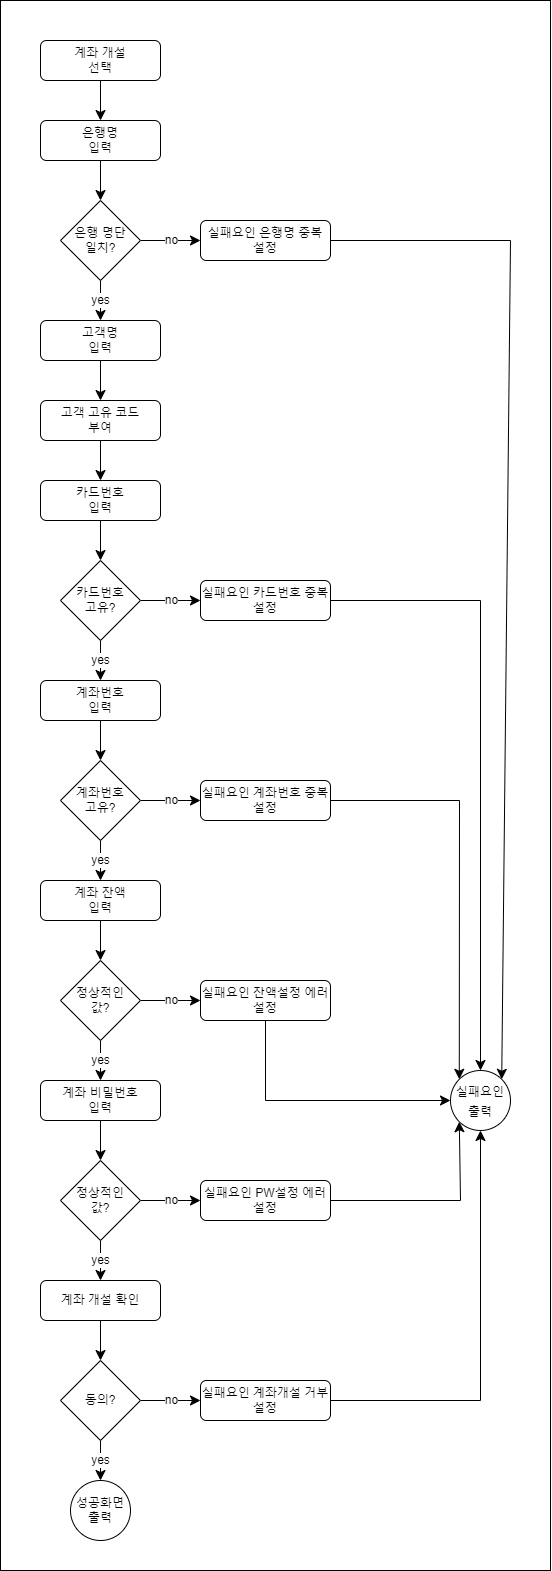 계좌 개설
선택
은행명
입력
은행 명단
일치?
no
실패요인 은행명 중복
설정
yes
고객명
입력
고객 고유 코드
부여
카드번호
입력
카드번호
고유?
no
실패요인 카드번호 중복
설정
yes
계좌번호
입력
계좌번호
고유?
no
실패요인 계좌번호 중복
설정
yes
계좌 잔액
입력
정상적인
값?
no
실패요인 잔액설정 에러
설정
yes
계좌 비밀번호
입력
실패요인
출력
정상적인
값?
no
실패요인 PW설정 에러
설정
yes
계좌 개설 확인
동의?
no
실패요인 계좌개설 거부
설정
yes
성공화면
출력